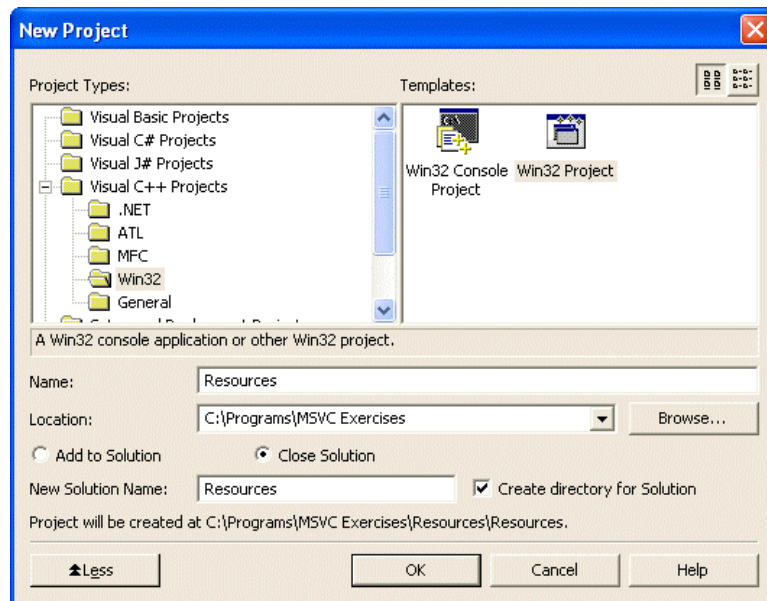 New Project
Project Types:
Templates:
Visual Basic Projects
Visual C# Projects
Visual J# Projects
Visual C++ Projects
.NET
ATL
MFC
Win32
General
Win32 Console
Project
Win32 Project
A Win32 console application or other Win32 project.
Name:
Resources
Location:
C:\Programs\MSVC Exercises
Browse...
Add to Solution
Close Solution
New Solution Name:
Resources
Create directory for Solution
Project will be created at C:\Programs\MSVC Exercises\Resources\Resources.
Less
OK
Cancel
Help